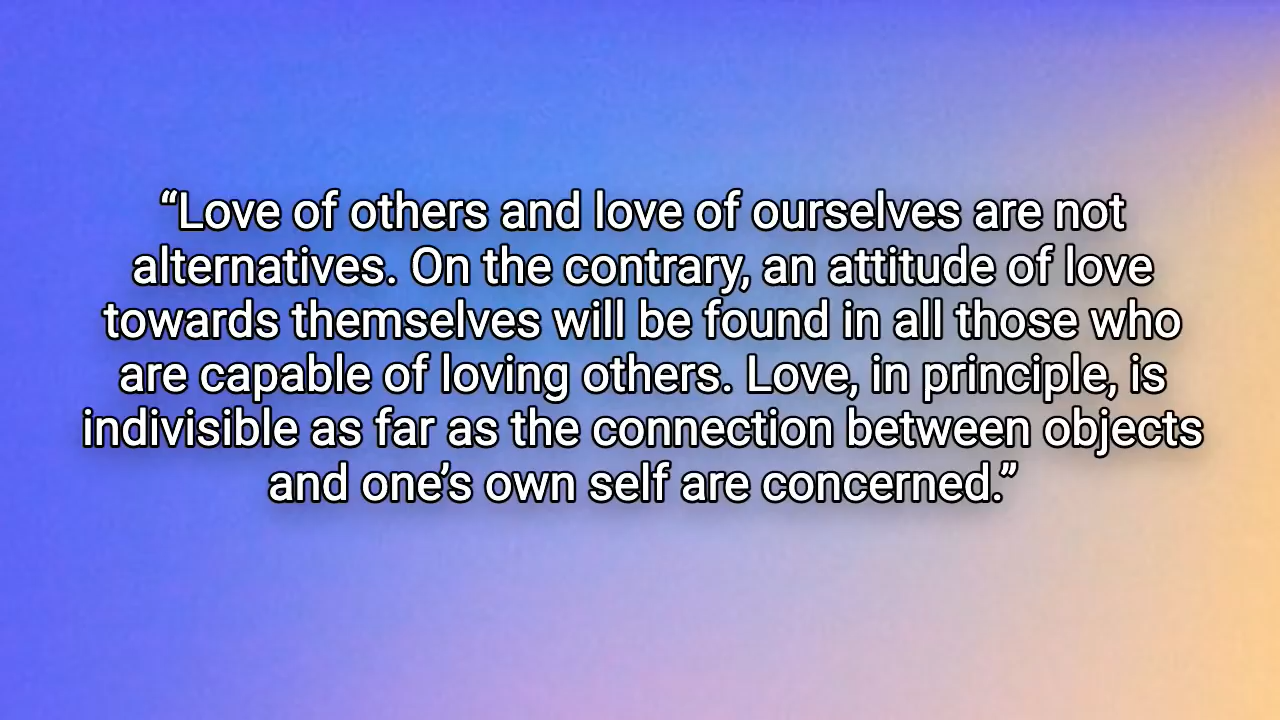 “Love of others and love of ourselves are not
alternatives. On the contrary, an attitude of love
towards themselves will be found in all those who
are capable of loving others. Love, in principle, is
indivisible as far as the connection between objects
and one’s own self are concerned.”